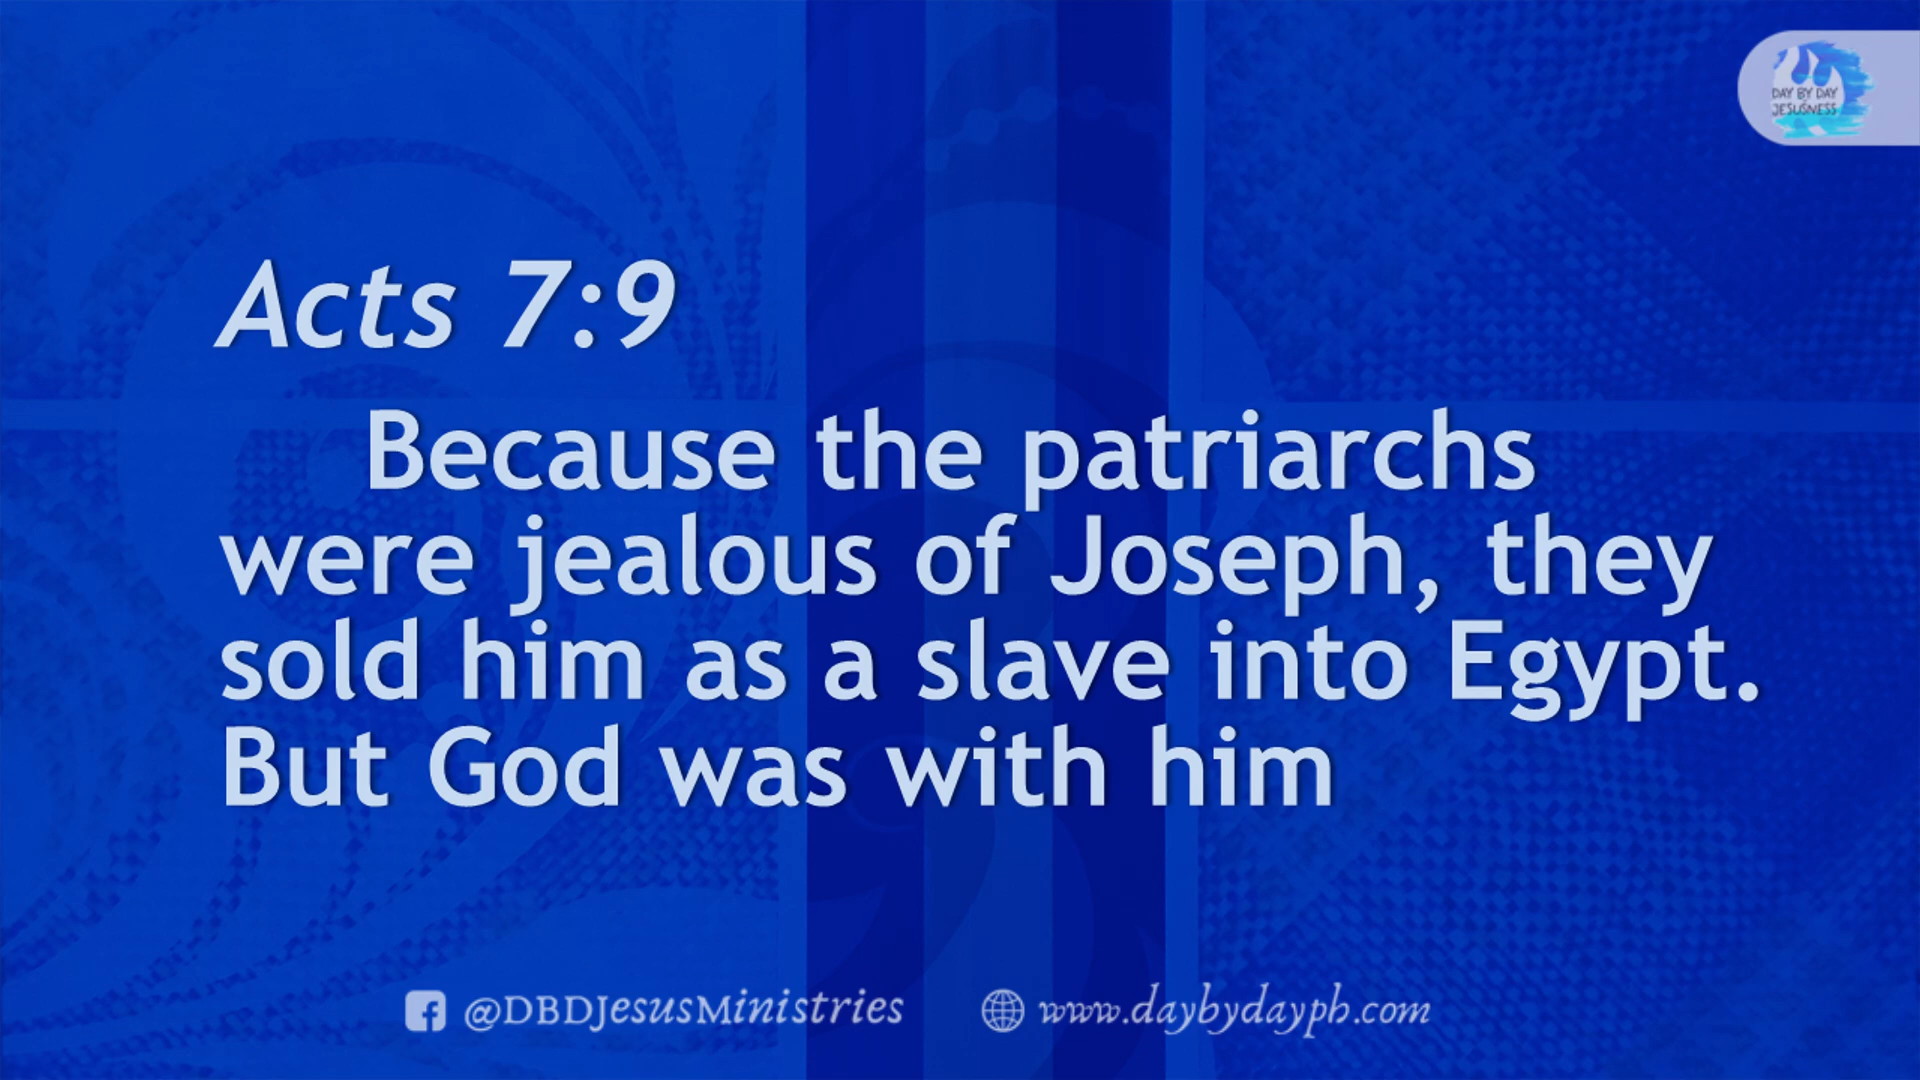 DAY BY DAY
JESUSNESS
Acts 7:9
Because the patriarchs
were jealous of Joseph, they
sold him as a slave into Egypt.
But God was with him
@DBDJesusMinistries
www.daybydayph.com